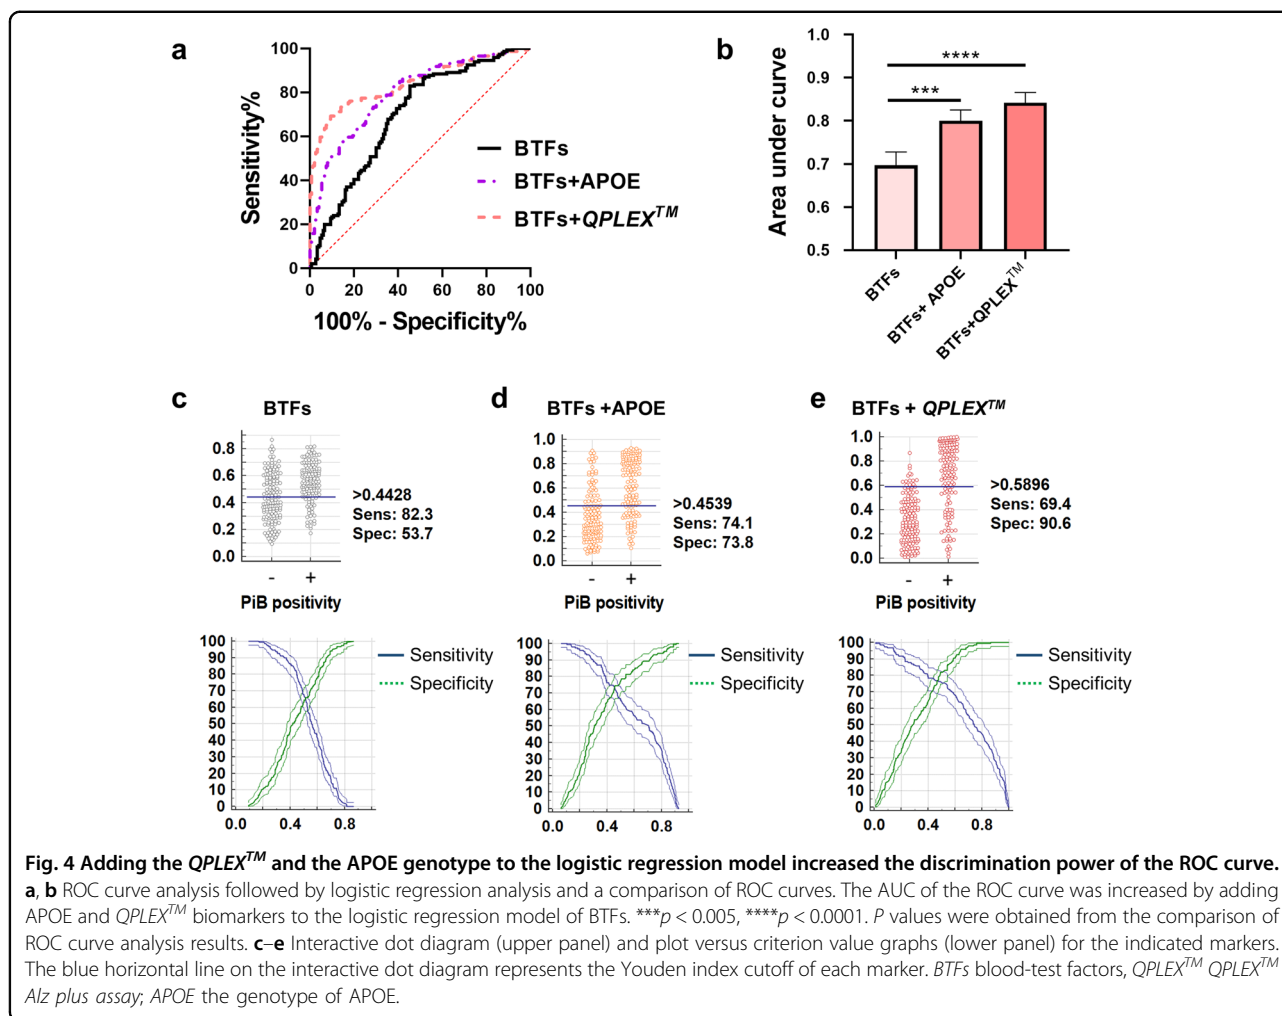 a
100
80
60
40
20
0
Sensitivity%
0 20 40 60 80 100
100% - Specificity%
BTFs
BTFs+APOE
BTFs+QPLEX™
b
1.0
0.9
0.8
0.7
0.6
0.5
Area under curve
***
****
BTFs
BTFs+ APOE
BTFs+QPLEX™
c
BTFs
0.8
0.6
0.4
0.2
0.0
- +
PiB positivity
>0.4428
Sens: 82.3
Spec: 53.7
d
BTFs +APOE
1.0
0.8
0.6
0.4
0.2
0.0
- +
PiB positivity
>0.4539
Sens: 74.1
Spec: 73.8
e
BTFs + QPLEX™
1.0
0.8
0.6
0.4
0.2
0.0
- +
PiB positivity
>0.5896
Sens: 69.4
Spec: 90.6
100
90
80
70
60
50
40
30
20
10
0
0.0 0.4 0.8
Sensitivity
Specificity
100
90
80
70
60
50
40
30
20
10
0
0.0 0.4 0.8
Sensitivity
Specificity
100
90
80
70
60
50
40
30
20
10
0
0.0 0.4 0.8
Sensitivity
Specificity
Fig. 4 Adding the QPLEX™ and the APOE genotype to the logistic regression model increased the discrimination power of the ROC curve.
a, b ROC curve analysis followed by logistic regression analysis and a comparison of ROC curves. The AUC of the ROC curve was increased by adding
APOE and QPLEX™ biomarkers to the logistic regression model of BTFs. ***p < 0.005, ****p < 0.0001. P values were obtained from the comparison of
ROC curve analysis results. c–e Interactive dot diagram (upper panel) and plot versus criterion value graphs (lower panel) for the indicated markers.
The blue horizontal line on the interactive dot diagram represents the Youden index cutoff of each marker. BTFs blood-test factors, QPLEX™ QPLEX™
Alz plus assay; APOE the genotype of APOE.